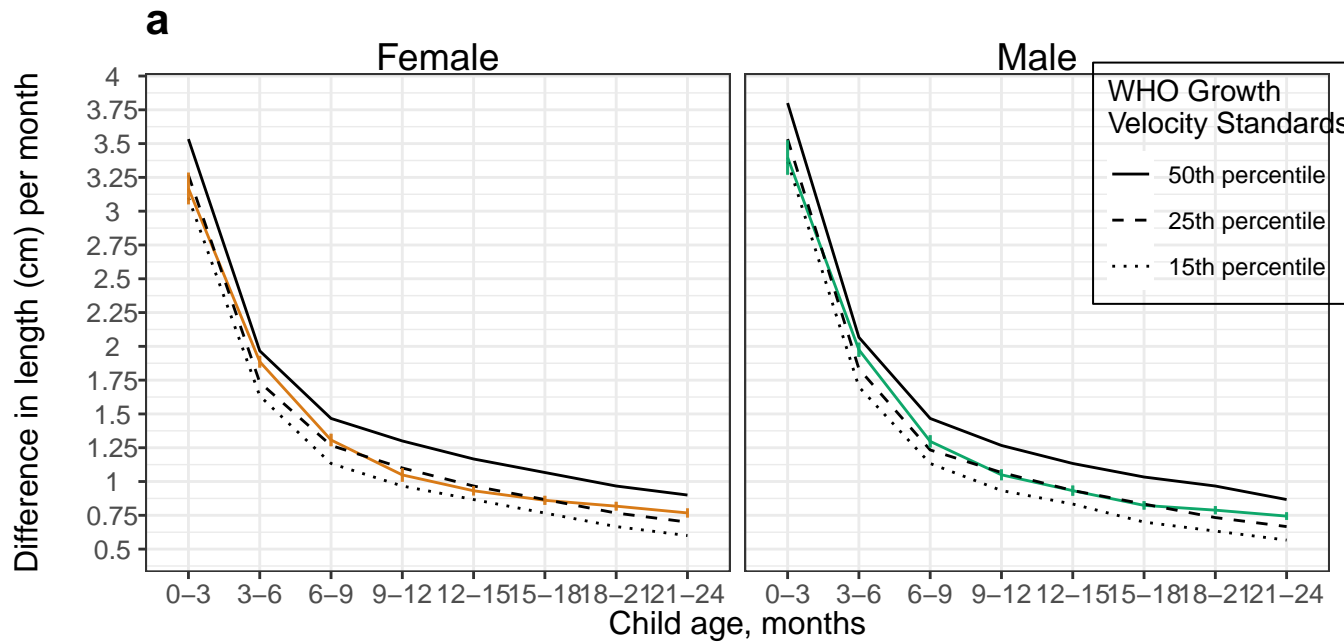 a
Female
Male
Difference in length (cm) per month
4
3.75
3.5
3.25
3
2.75
2.5
2.25
2
1.75
1.5
1.25
1
0.75
0.5
WHO Growth
Velocity Standards
50th percentile
25th percentile
15th percentile
0–3 3–6 6–9 9–12 12–15 15–18 18–21 21–24
0–3 3–6 6–9 9–12 12–15 15–18 18–21 21–24
Child age, months